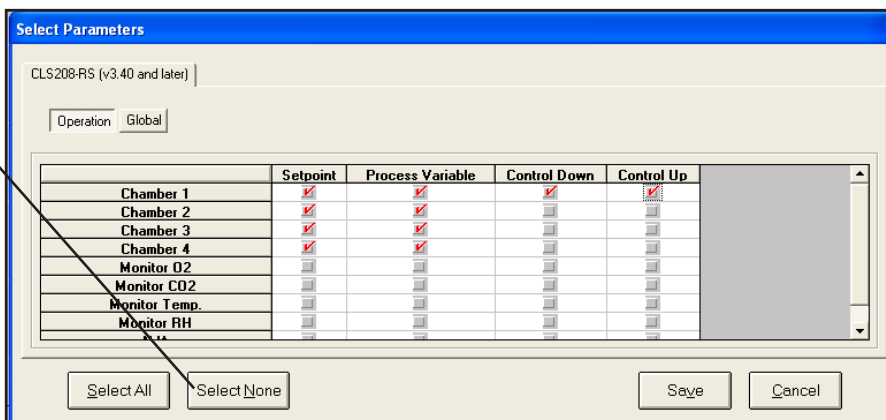 Select Parameters
CLS208-RS (v3.40 and later)
Operation Global
Setpoint Process Variable Control Down Control Up
Chamber 1
Chamber 2
Chamber 3
Chamber 4
Monitor O2
Monitor CO2
Monitor Temp.
Monitor RH
Select All Select None Save Cancel